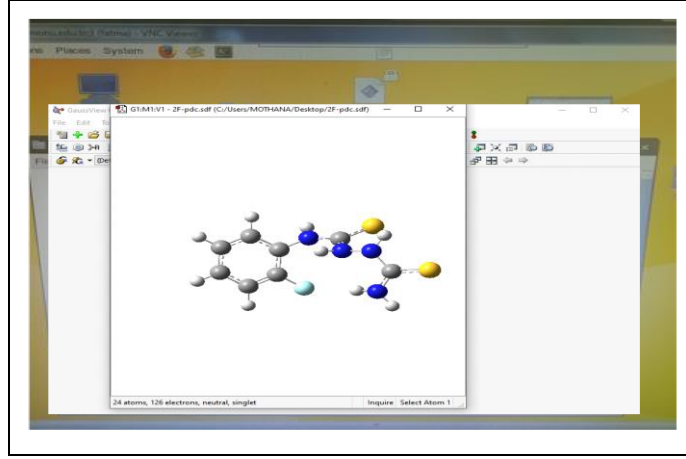 (fatima) - VNC Viewer
Places System
GaussView
G1:M1:V1 - 2F-pdc.sdf (C:/Users/MOTHANA/Desktop/2F-pdc.sdf)
File Edit
24 atoms, 126 electrons, neutral, singlet Inquire Select Atom 1